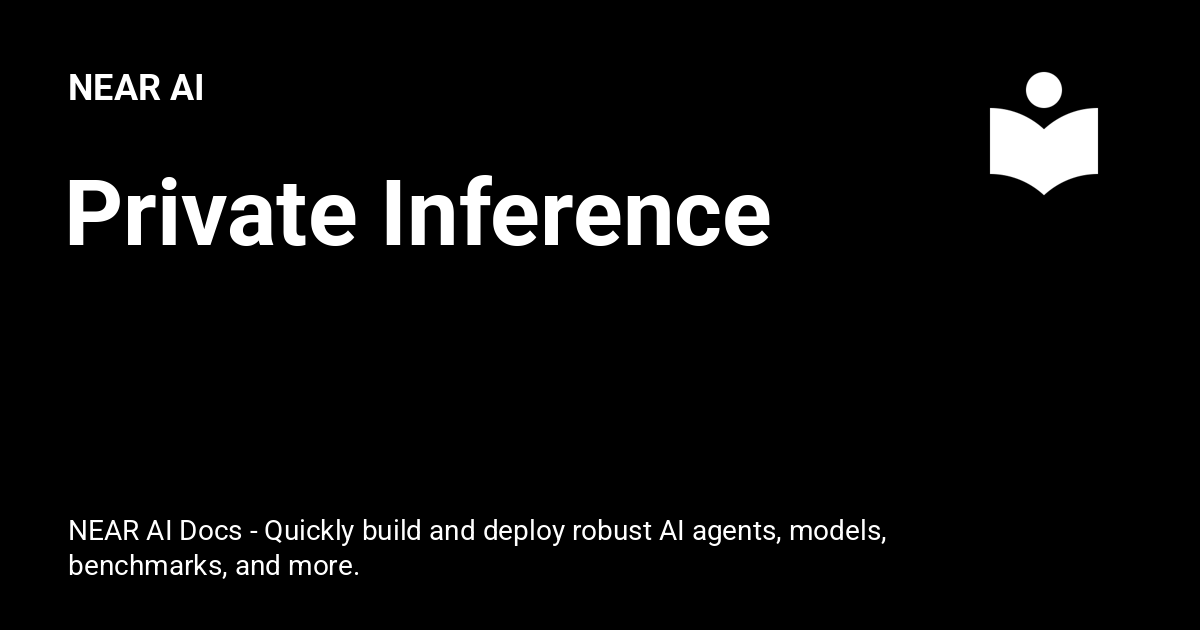 NEAR AI
Private Inference
NEAR AI Docs - Quickly build and deploy robust AI agents, models,
benchmarks, and more.